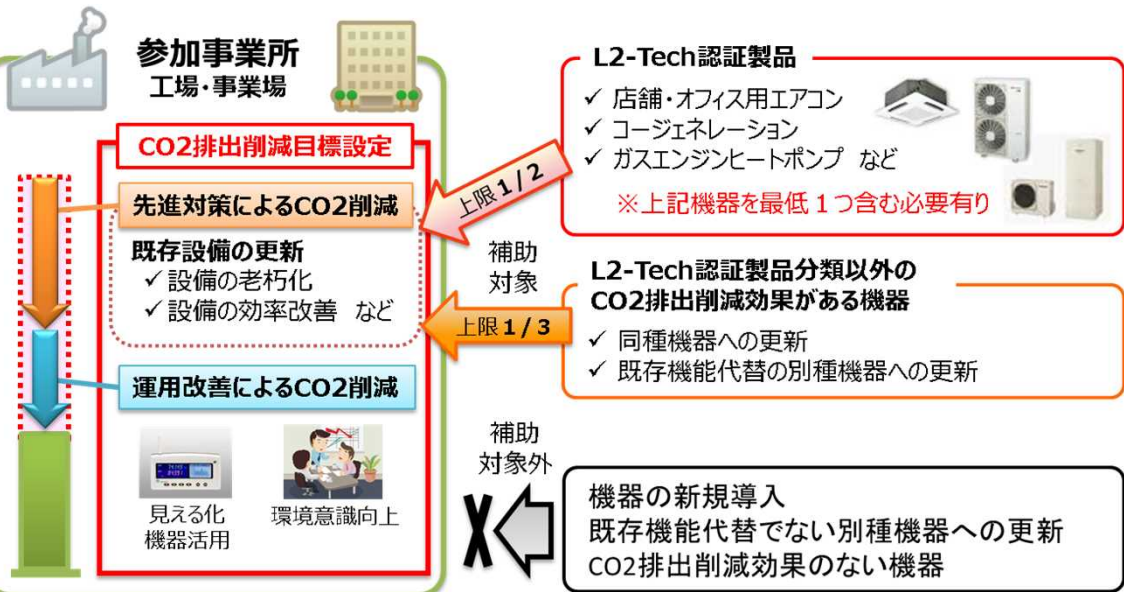 参加事業所
工場・事業場
CO2排出削減目標設定
先進対策によるCO2削減
既存設備の更新
✓ 設備の老朽化
✓ 設備の効率改善 など
運用改善によるCO2削減
見える化
機器活用
環境意識向上
上限1/2
補助
対象
上限1/3
補助
対象外
L2-Tech認証製品
✓ 店舗・オフィス用エアコン
✓ コージェネレーション
✓ ガスエンジンヒートポンプ など
※上記機器を最低1つ含む必要有り
L2-Tech認証製品分類以外の
CO2排出削減効果がある機器
✓ 同種機器への更新
✓ 既存機能代替の別種機器への更新
機器の新規導入
既存機能代替でない別種機器への更新
CO2排出削減効果のない機器